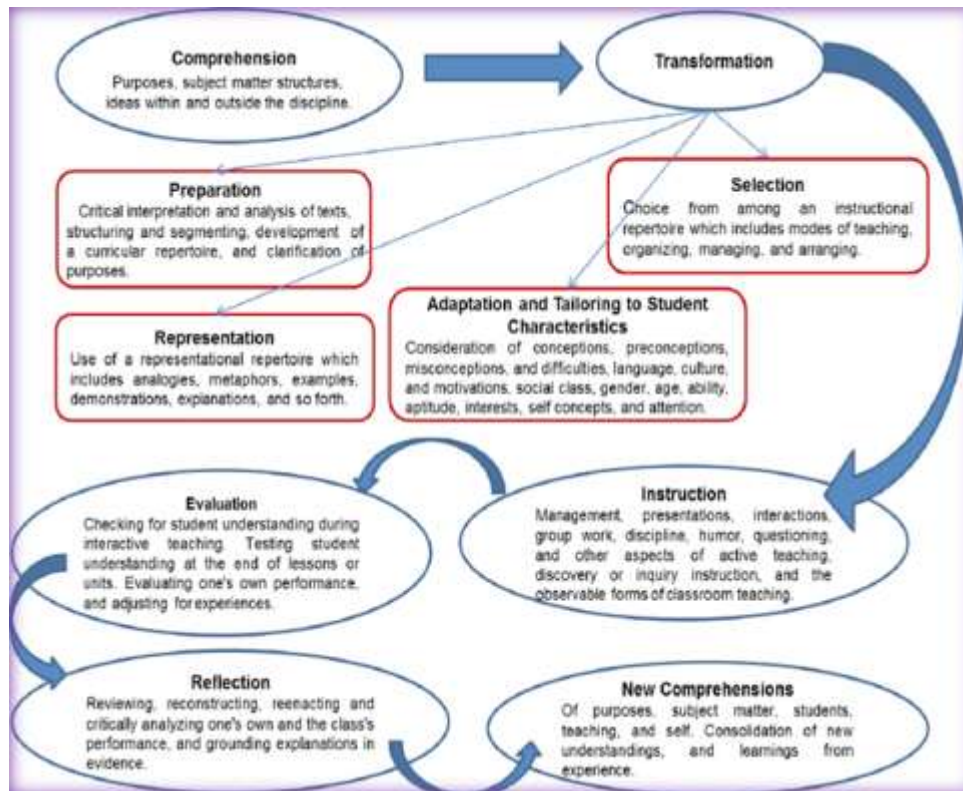 Comprehension
Purposes, subject matter structures,
ideas within and outside the discipline.
Transformation
Preparation
Critical interpretation and analysis of texts,
structuring and segmenting, development of
a curricular repertoire, and clarification of
purposes.
Selection
Choice from among an instructional
repertoire which includes modes of teaching,
organizing, managing, and arranging.
Representation
Use of a representational repertoire which
includes analogies, metaphors, examples,
demonstrations, explanations, and so forth.
Adaptation and Tailoring to Student
Characteristics
Consideration of conceptions, preconceptions,
misconceptions, and difficulties, language, culture,
and motivations, social class, gender, age, ability,
aptitude, interests, self concepts, and attention.
Evaluation
Checking for student understanding during
interactive teaching. Testing student
understanding at the end of lessons or
units. Evaluating one's own performance,
and adjusting for experiences.
Instruction
Management, presentations, interactions,
group work, discipline, humor, questioning,
and other aspects of active teaching,
discovery or inquiry instruction, and the
observable forms of classroom teaching.
Reflection
Reviewing, reconstructing, reenacting and
critically analyzing one's own and the class's
performance, and grounding explanations in
evidence.
New Comprehensions
Of purposes, subject matter, students,
teaching, and self. Consolidation of new
understandings, and learnings from
experience.